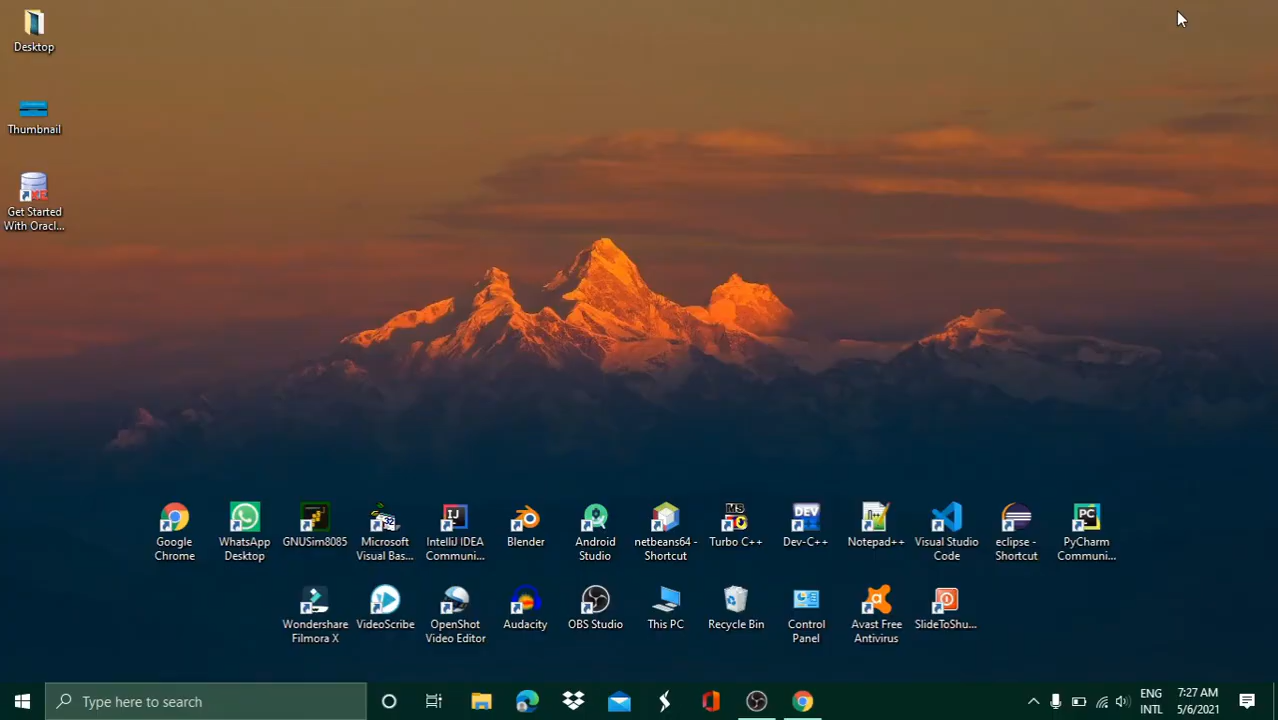 Desktop
Thumbnail
Get Started
With Oracl...
Google
Chrome
WhatsApp
Desktop
GNUSim8085
Microsoft
Visual Bas...
IntelliJ IDEA
Communi...
Blender
Android
Studio
netbeans64 -
Shortcut
Turbo C++
Dev-C++
Notepad++
Visual Studio
Code
eclipse -
Shortcut
PyCharm
Communi...
Wondershare
Filmora X
VideoScribe
OpenShot
Video Editor
Audacity
OBS Studio
This PC
Recycle Bin
Control
Panel
Avast Free
Antivirus
SlideToShu...
Type here to search
ENG
INTL
7:27 AM
5/6/2021